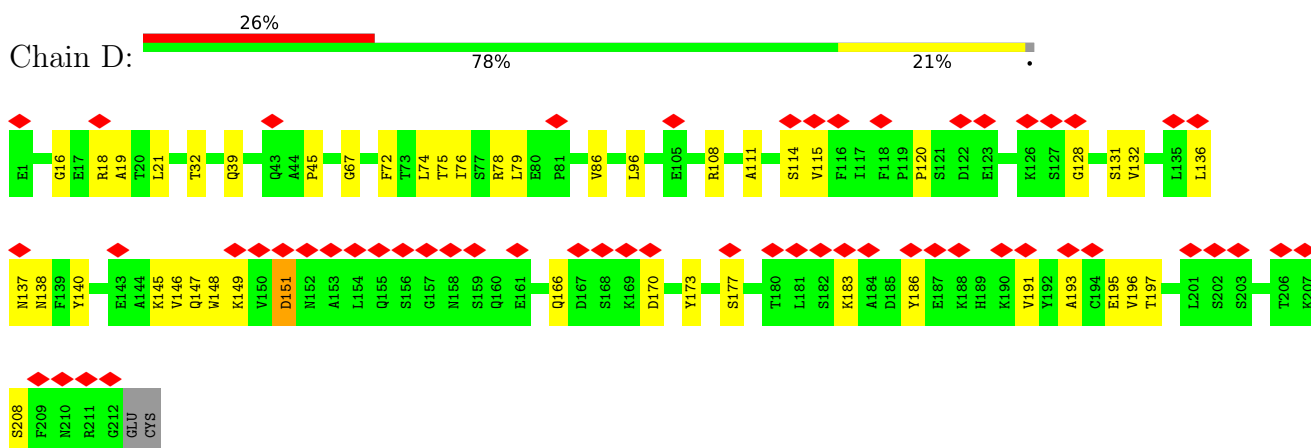 26%
Chain D:
78% 21% •
E1 G16 E17 R18 A19 T20 L21 T32 Q39 Q43 A44 P45 G67 F72 T73 L74 T75 I76 S77 R78 L79 E80 P81 V86 L96 E105 R108 A111 S114 V115 F116 I117 F118 P119 P120 S121 D122 E123 K126 S127 G128 S131 V132 L135 L136
N137 N138 F139 Y140 E143 A144 K145 V146 Q147 W148 K149 V150 D151 N152 A153 L154 Q155 S156 G157 N158 S159 Q160 E161 Q166 D167 S168 K169 D170 Y173 S177 T180 L181 S182 K183 A184 D185 Y186 E187 K188 H189 K190 V191 Y192 A193 C194 E195 V196 T197 L201 S202 S203 T206 K207
S208 F209 N210 R211 G212 GLU CYS